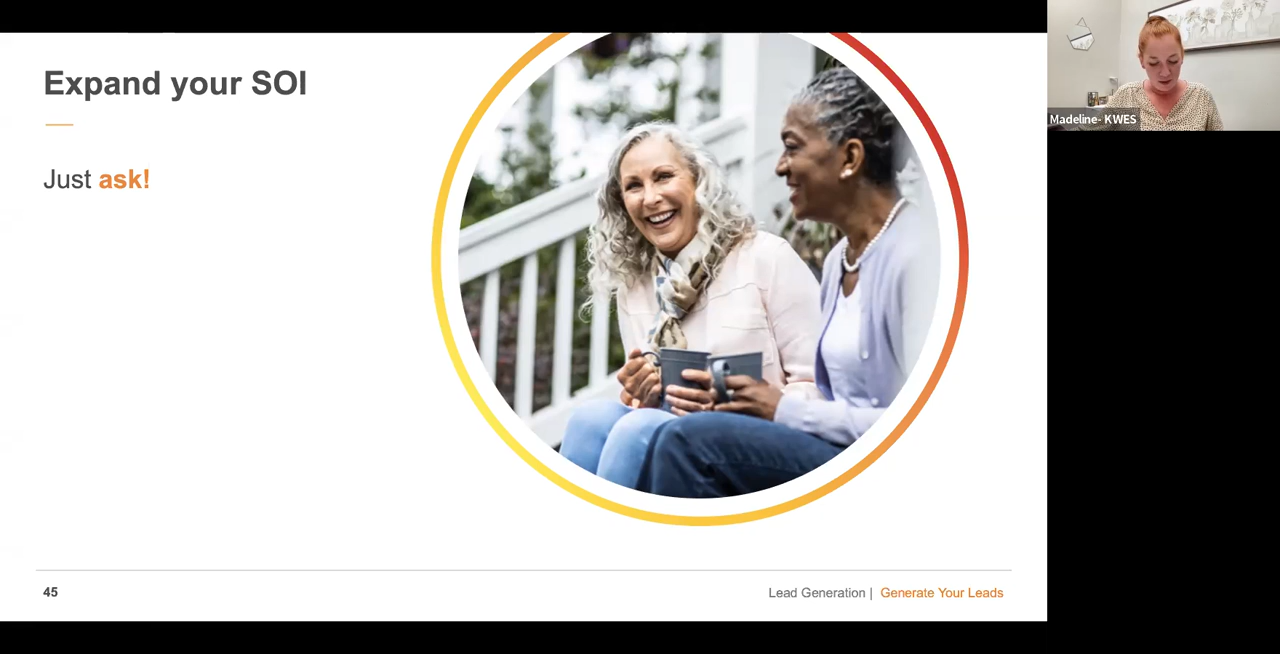 Expand your SOI
Just ask!
45
Lead Generation | Generate Your Leads
Madeline- KWES